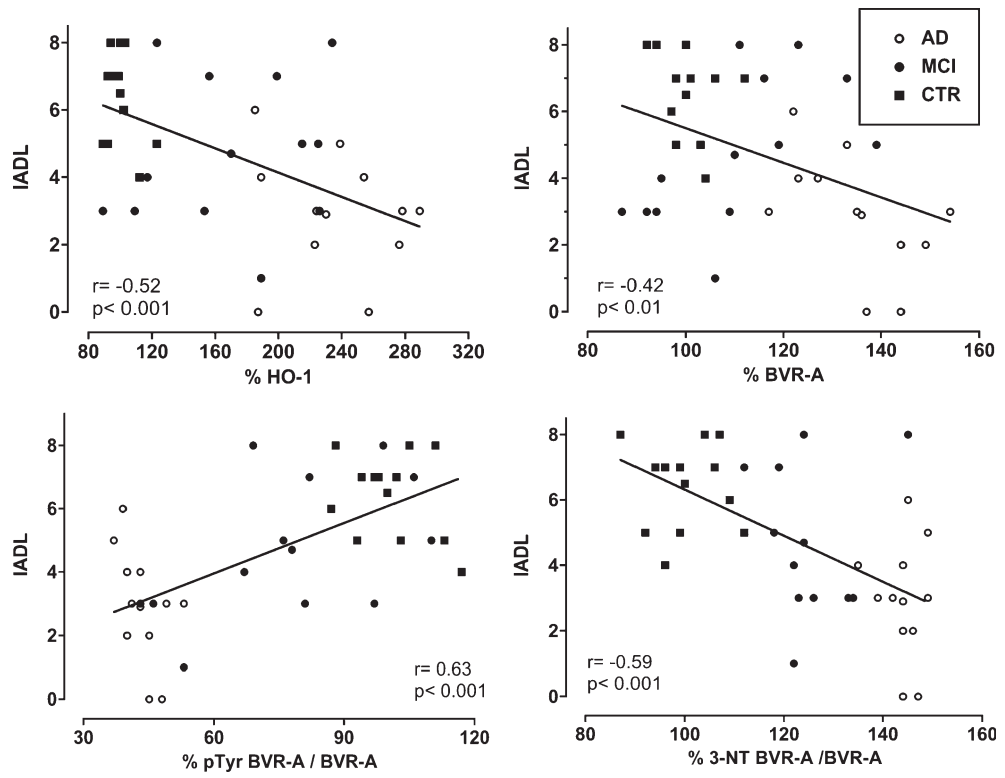 8
6
4
2
0
IADL
r= -0.52
p< 0.001
80 120 160 200 240 280 320
% HO-1
8
6
4
2
0
IADL
r= -0.42
p< 0.01
80 100 120 140 160
% BVR-A
AD
MCI
CTR
8
6
4
2
0
IADL
r= 0.63
p< 0.001
30 60 90 120
% pTyr BVR-A / BVR-A
8
6
4
2
0
IADL
r= -0.59
p< 0.001
80 100 120 140 160
% 3-NT BVR-A /BVR-A